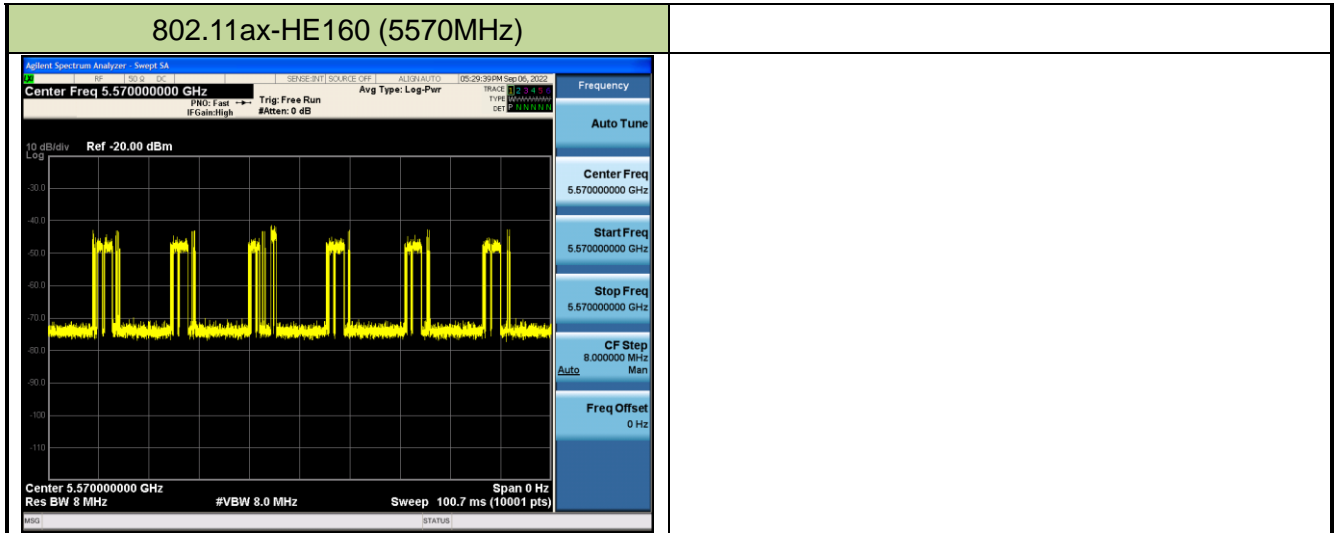 802.11ax-HE160 (5570MHz)
Agilent Spectrum Analyzer - Swept SA
RF 50 Ω DC SENSE:INT SOURCE OFF ALIGN AUTO 05:29:39 PM Sep 06, 2022
Center Freq 5.570000000 GHz
PNO: Fast
IFGain:High
Trig: Free Run
#Atten: 0 dB
Avg Type: Log-Pwr
TRACE 1 2 3 4 5 6
TYPE
DET P N N N N N
Frequency
Auto Tune
10 dB/div
Log
Ref -20.00 dBm
-30.0
-40.0
-50.0
-60.0
-70.0
-80.0
-90.0
-100
-110
Center Freq
5.570000000 GHz
Start Freq
5.570000000 GHz
Stop Freq
5.570000000 GHz
CF Step
8.000000 MHz
Auto Man
Freq Offset
0 Hz
Center 5.570000000 GHz Span 0 Hz
Res BW 8 MHz #VBW 8.0 MHz Sweep 100.7 ms (10001 pts)
MSG STATUS